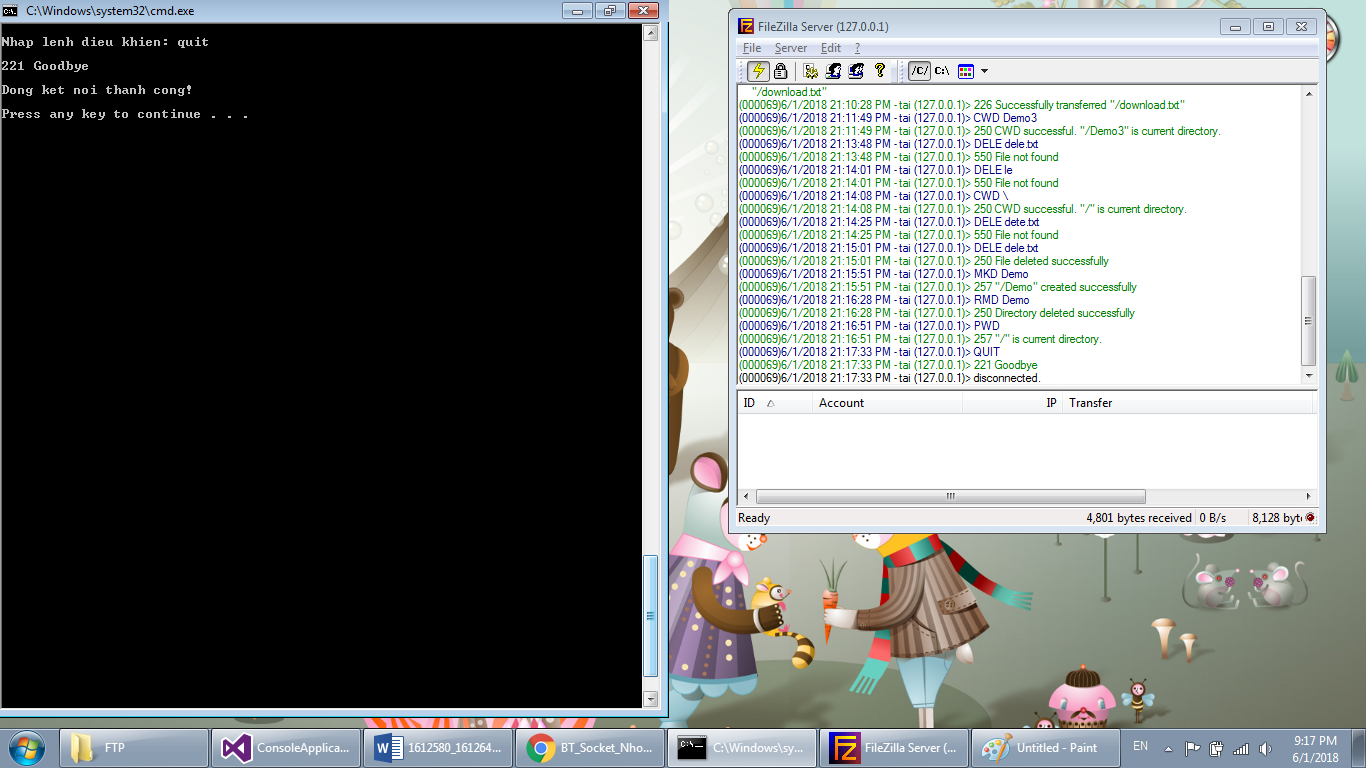 C:\Windows\system32\cmd.exe
Nhap lenh dieu khien: quit
221 Goodbye
Dong ket noi thanh cong!
Press any key to continue . . .
FileZilla Server (127.0.0.1)
File Server Edit ?
/C/ C:\
"/download.txt"
(000069)6/1/2018 21:10:28 PM - tai (127.0.0.1)> 226 Successfully transferred "/download.txt"
(000069)6/1/2018 21:11:49 PM - tai (127.0.0.1)> CWD Demo3
(000069)6/1/2018 21:11:49 PM - tai (127.0.0.1)> 250 CWD successful. "/Demo3" is current directory.
(000069)6/1/2018 21:13:48 PM - tai (127.0.0.1)> DELE dele.txt
(000069)6/1/2018 21:13:48 PM - tai (127.0.0.1)> 550 File not found
(000069)6/1/2018 21:14:01 PM - tai (127.0.0.1)> DELE le
(000069)6/1/2018 21:14:01 PM - tai (127.0.0.1)> 550 File not found
(000069)6/1/2018 21:14:08 PM - tai (127.0.0.1)> CWD \
(000069)6/1/2018 21:14:08 PM - tai (127.0.0.1)> 250 CWD successful. "/" is current directory.
(000069)6/1/2018 21:14:25 PM - tai (127.0.0.1)> DELE dete.txt
(000069)6/1/2018 21:14:25 PM - tai (127.0.0.1)> 550 File not found
(000069)6/1/2018 21:15:01 PM - tai (127.0.0.1)> DELE dele.txt
(000069)6/1/2018 21:15:01 PM - tai (127.0.0.1)> 250 File deleted successfully
(000069)6/1/2018 21:15:51 PM - tai (127.0.0.1)> MKD Demo
(000069)6/1/2018 21:15:51 PM - tai (127.0.0.1)> 257 "/Demo" created successfully
(000069)6/1/2018 21:16:28 PM - tai (127.0.0.1)> RMD Demo
(000069)6/1/2018 21:16:28 PM - tai (127.0.0.1)> 250 Directory deleted successfully
(000069)6/1/2018 21:16:51 PM - tai (127.0.0.1)> PWD
(000069)6/1/2018 21:16:51 PM - tai (127.0.0.1)> 257 "/" is current directory.
(000069)6/1/2018 21:17:33 PM - tai (127.0.0.1)> QUIT
(000069)6/1/2018 21:17:33 PM - tai (127.0.0.1)> 221 Goodbye
(000069)6/1/2018 21:17:33 PM - tai (127.0.0.1)> disconnected.
ID Account IP Transfer
Ready 4,801 bytes received 0 B/s 8,128 byt
FTP ConsoleApplica... 1612580_161264... BT_Socket_Nho... C:\Windows\sy... FileZilla Server (... Untitled - Paint EN 9:17 PM
6/1/2018